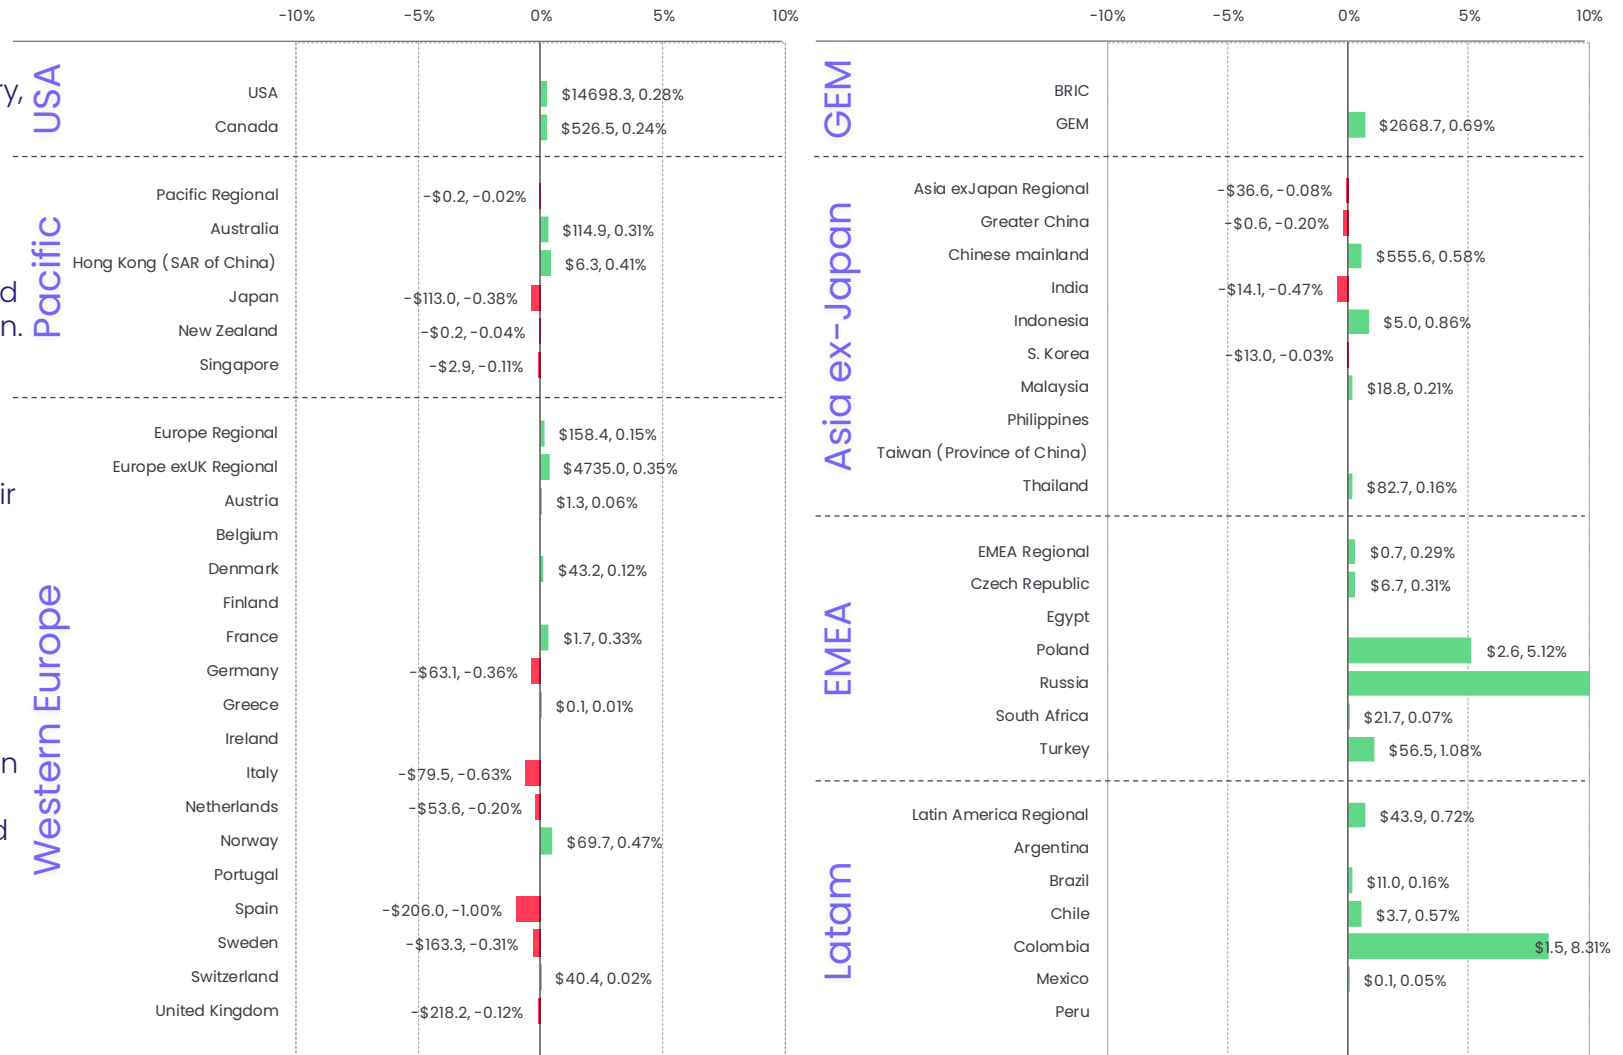 -10% -5% 0% 5% 10%
USA
USA $14698.3, 0.28%
Canada $526.5, 0.24%
Pacific
Pacific Regional -$0.2, -0.02%
Australia $114.9, 0.31%
Hong Kong (SAR of China) $6.3, 0.41%
Japan -$113.0, -0.38%
New Zealand -$0.2, -0.04%
Singapore -$2.9, -0.11%
Western Europe
Europe Regional $158.4, 0.15%
Europe exUK Regional $4735.0, 0.35%
Austria $1.3, 0.06%
Belgium
Denmark $43.2, 0.12%
Finland
France $1.7, 0.33%
Germany -$63.1, -0.36%
Greece $0.1, 0.01%
Ireland
Italy -$79.5, -0.63%
Netherlands -$53.6, -0.20%
Norway $69.7, 0.47%
Portugal
Spain -$206.0, -1.00%
Sweden -$163.3, -0.31%
Switzerland $40.4, 0.02%
United Kingdom -$218.2, -0.12%
-10% -5% 0% 5% 10%
GEM
BRIC
GEM $2668.7, 0.69%
Asia ex-Japan
Asia exJapan Regional -$36.6, -0.08%
Greater China -$0.6, -0.20%
Chinese mainland $555.6, 0.58%
India -$14.1, -0.47%
Indonesia $5.0, 0.86%
S. Korea -$13.0, -0.03%
Malaysia $18.8, 0.21%
Philippines
Taiwan (Province of China)
Thailand $82.7, 0.16%
EMEA
EMEA Regional $0.7, 0.29%
Czech Republic $6.7, 0.31%
Egypt
Poland $2.6, 5.12%
Russia
South Africa $21.7, 0.07%
Turkey $56.5, 1.08%
Latam
Latin America Regional $43.9, 0.72%
Argentina
Brazil $11.0, 0.16%
Chile $3.7, 0.57%
Colombia $1.5, 8.31%
Mexico $0.1, 0.05%
Peru